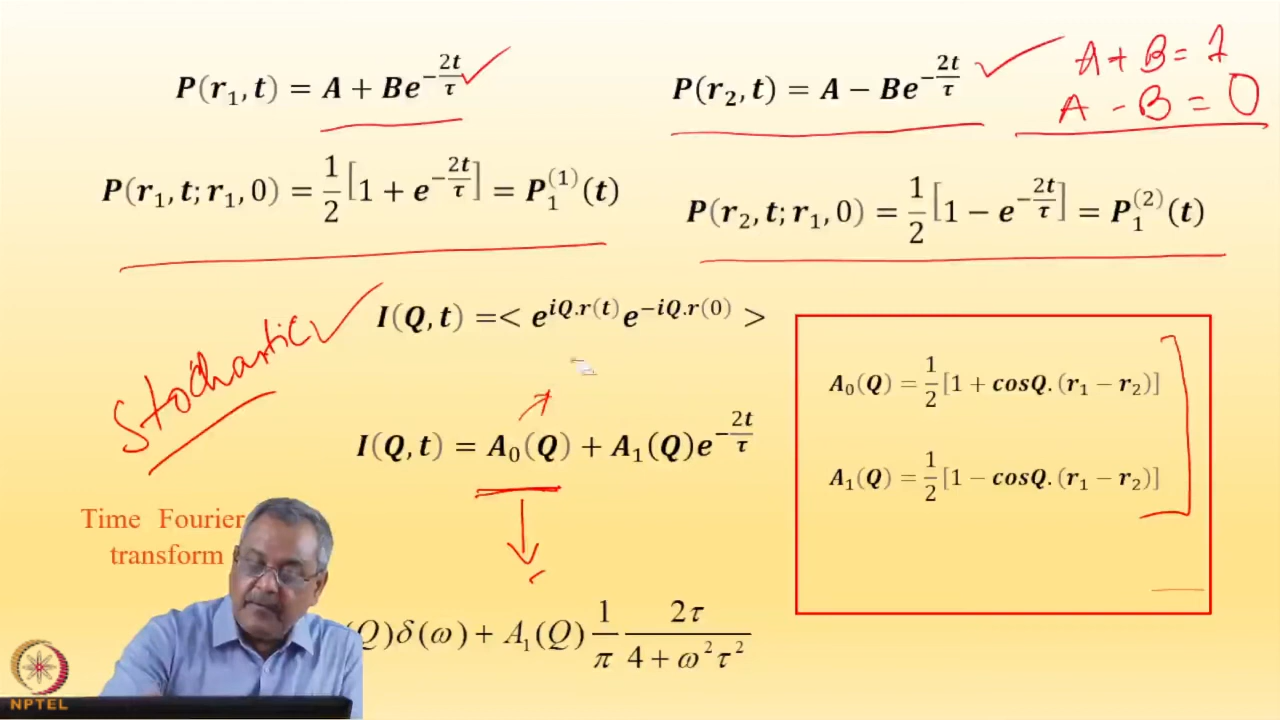 P(r₁, t) = A + Be^{-2t/τ} ✓
P(r₂, t) = A − Be^{-2t/τ} ✓
A + B = 1
A − B = 0
P(r₁, t; r₁, 0) = 1/2 [1 + e^{-2t/τ}] = P₁^{(1)}(t)
P(r₂, t; r₁, 0) = 1/2 [1 − e^{-2t/τ}] = P₁^{(2)}(t)
Stochastic ✓
I(Q, t) =< e^{iQ.r(t)} e^{-iQ.r(0)} >
A₀(Q) = 1/2 [1 + cosQ. (r₁ − r₂)]
I(Q, t) = A₀(Q) + A₁(Q)e^{-2t/τ}
A₁(Q) = 1/2 [1 − cosQ. (r₁ − r₂)]
Time Fourier
transform
(Q)δ(ω) + A₁(Q) 1/π 2τ/(4 + ω²τ²)
NPTEL